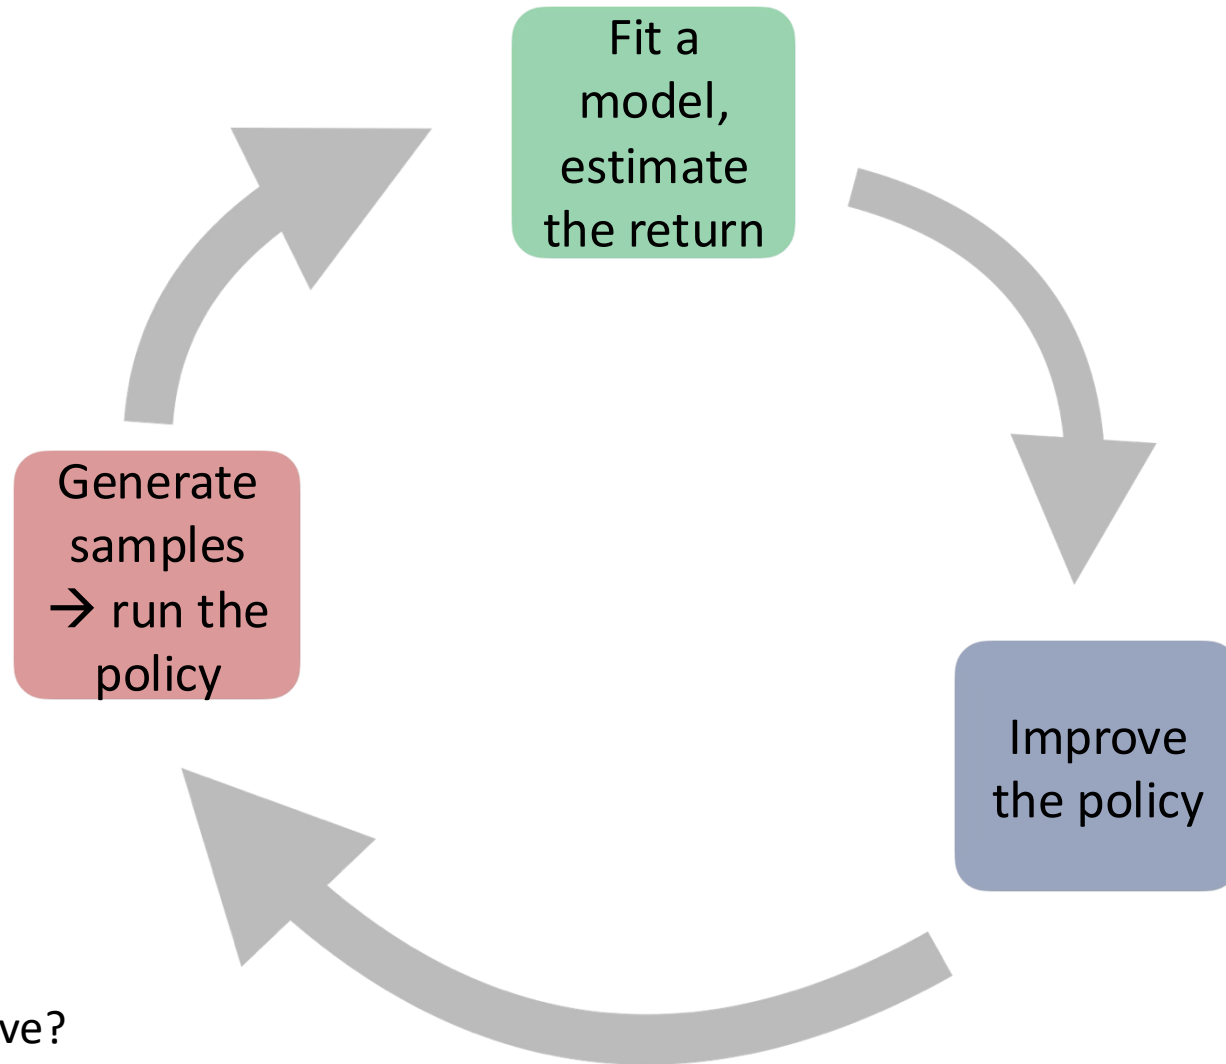 Fit a
model,
estimate
the return
Generate
samples
→ run the
policy
Improve
the policy
ve?